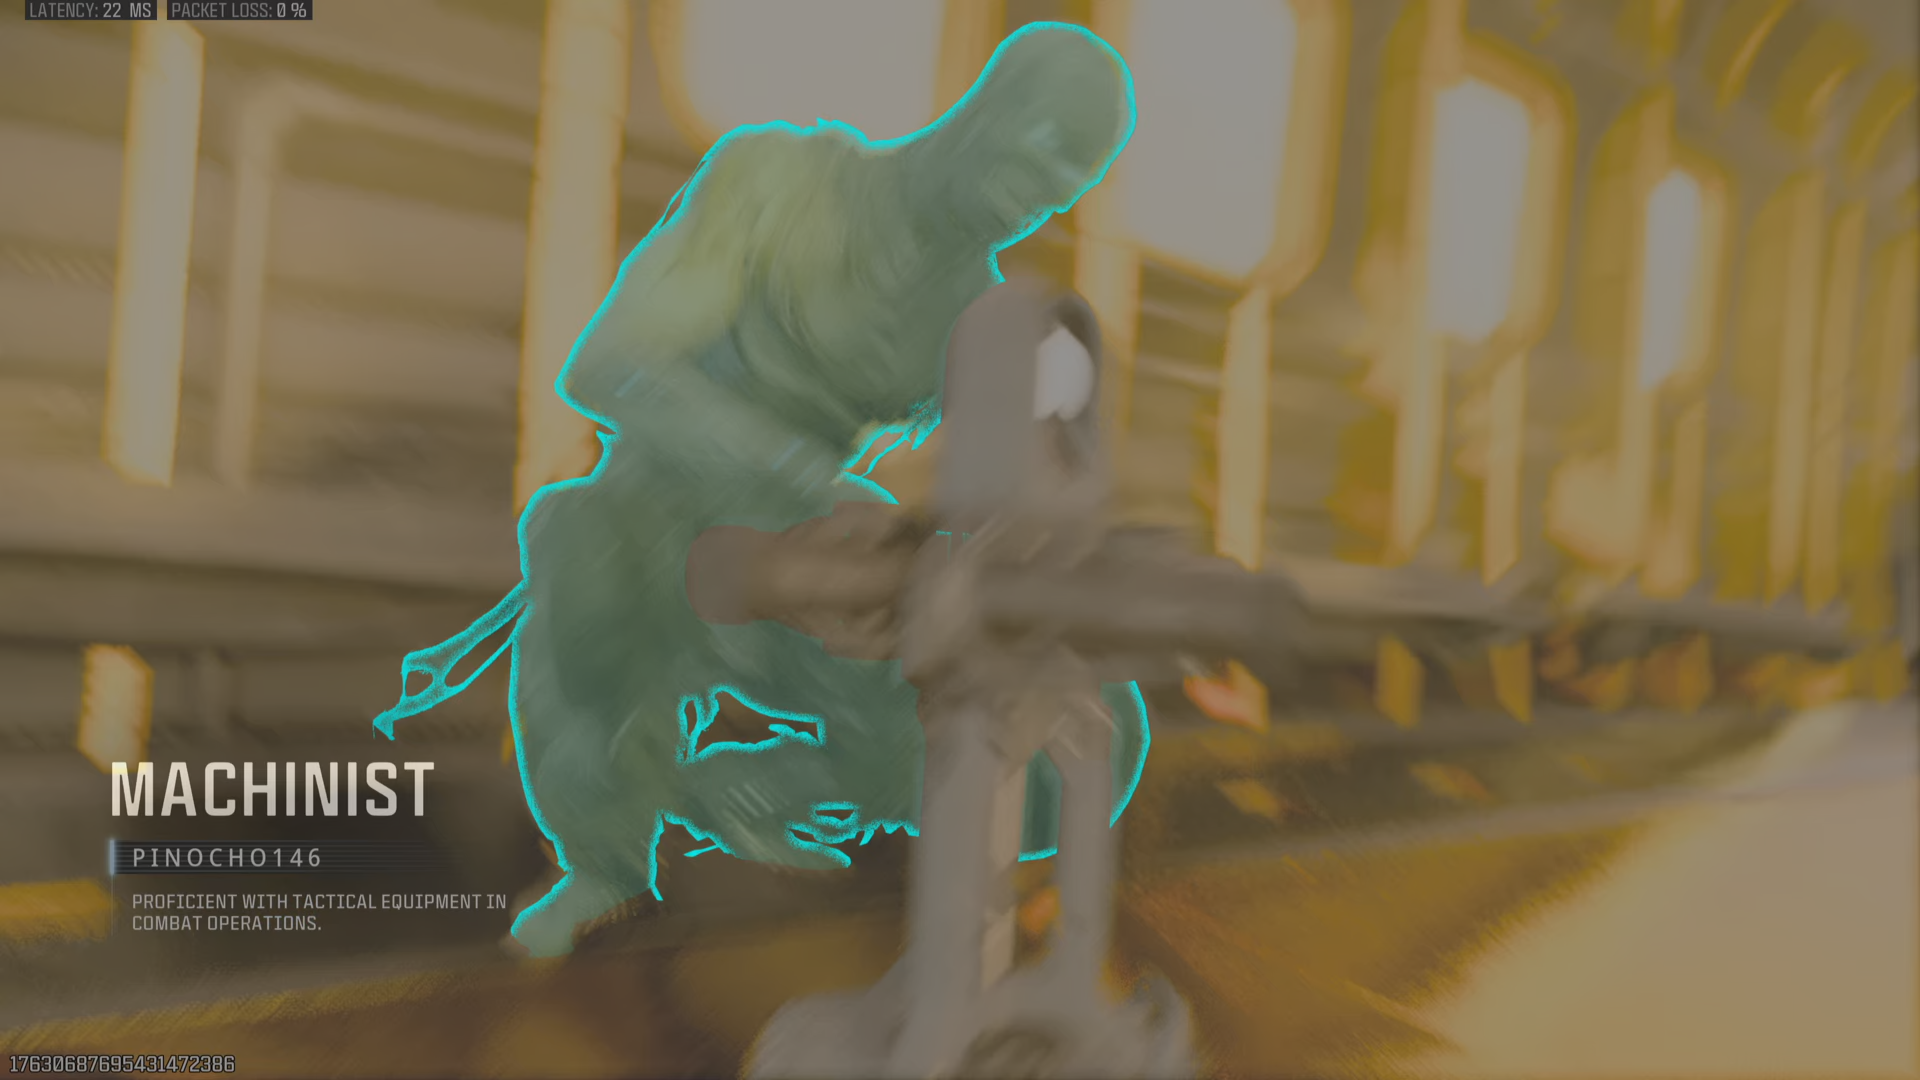 LATENCY: 22 MS PACKET LOSS: 0 %
MACHINIST
PINOCHO146
PROFICIENT WITH TACTICAL EQUIPMENT IN
COMBAT OPERATIONS.
17630687695431472386